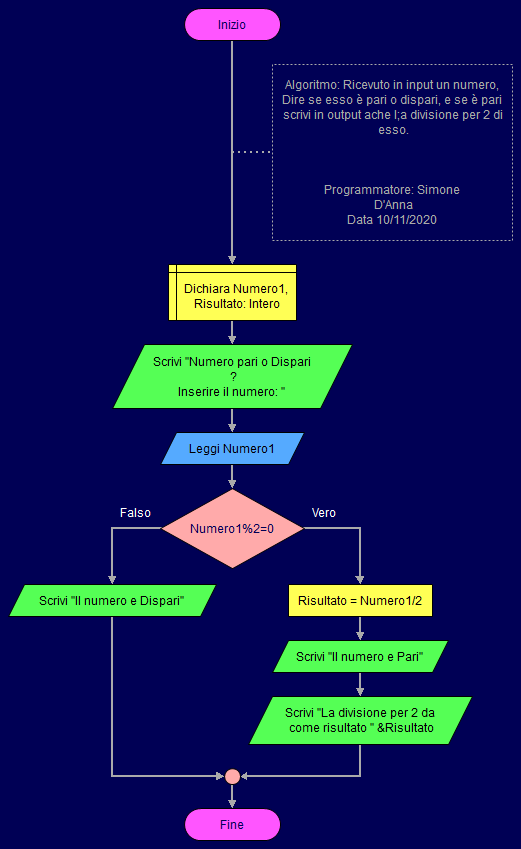 Inizio
Algoritmo: Ricevuto in input un numero,
Dire se esso è pari o dispari, e se è pari
scrivi in output ache l;a divisione per 2 di
esso.
Programmatore: Simone
D'Anna
Data 10/11/2020
Dichiara Numero1,
Risultato: Intero
Scrivi "Numero pari o Dispari
?
Inserire il numero: "
Leggi Numero1
Numero1%2=0
Falso
Vero
Scrivi "Il numero e Dispari"
Risultato = Numero1/2
Scrivi "Il numero e Pari"
Scrivi "La divisione per 2 da
come risultato " &Risultato
Fine